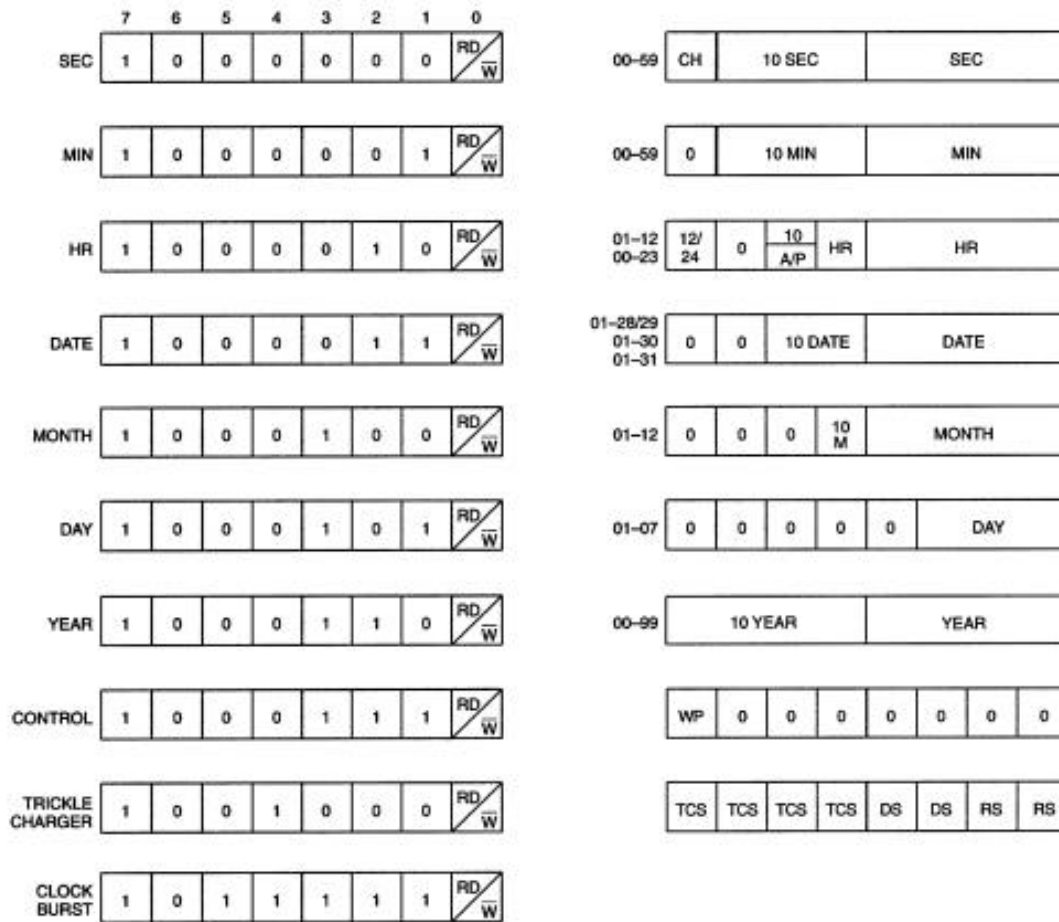 7 6 5 4 3 2 1 0
SEC 1 0 0 0 0 0 0 RD/W̅ 00–59 CH 10 SEC SEC
MIN 1 0 0 0 0 0 1 RD/W̅ 00–59 0 10 MIN MIN
HR 1 0 0 0 0 1 0 RD/W̅ 01–12 00–23 12/24 0 10 A/P HR HR
DATE 1 0 0 0 0 1 1 RD/W̅ 01–28/29 01–30 01–31 0 0 10 DATE DATE
MONTH 1 0 0 0 1 0 0 RD/W̅ 01–12 0 0 0 10 M MONTH
DAY 1 0 0 0 1 0 1 RD/W̅ 01–07 0 0 0 0 0 DAY
YEAR 1 0 0 0 1 1 0 RD/W̅ 00–99 10 YEAR YEAR
CONTROL 1 0 0 0 1 1 1 RD/W̅ WP 0 0 0 0 0 0 0
TRICKLE CHARGER 1 0 0 1 0 0 0 RD/W̅ TCS TCS TCS TCS DS DS RS RS
CLOCK BURST 1 0 1 1 1 1 1 RD/W̅